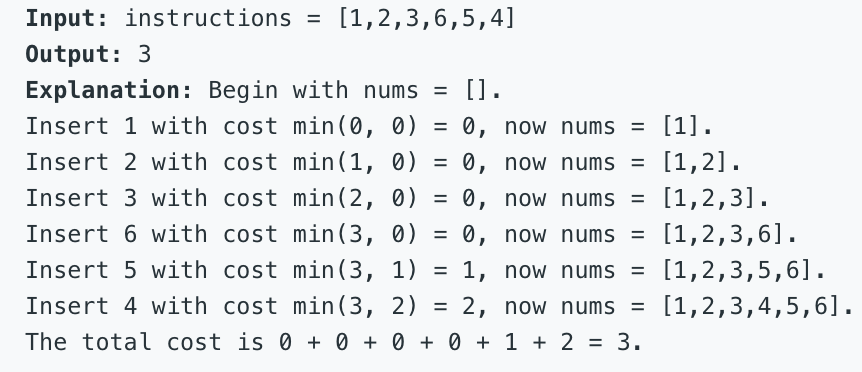 Input: instructions = [1,2,3,6,5,4]
Output: 3
Explanation: Begin with nums = [].
Insert 1 with cost min(0, 0) = 0, now nums = [1].
Insert 2 with cost min(1, 0) = 0, now nums = [1,2].
Insert 3 with cost min(2, 0) = 0, now nums = [1,2,3].
Insert 6 with cost min(3, 0) = 0, now nums = [1,2,3,6].
Insert 5 with cost min(3, 1) = 1, now nums = [1,2,3,5,6].
Insert 4 with cost min(3, 2) = 2, now nums = [1,2,3,4,5,6].
The total cost is 0 + 0 + 0 + 0 + 1 + 2 = 3.